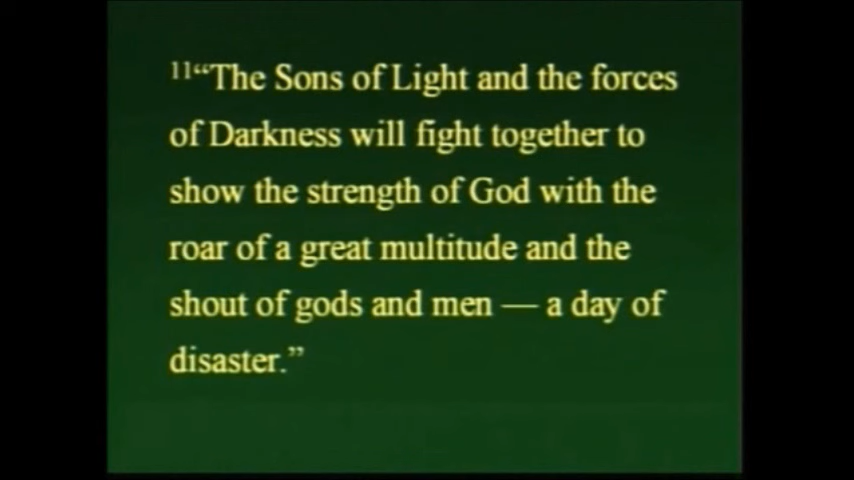 ¹¹“The Sons of Light and the forces
of Darkness will fight together to
show the strength of God with the
roar of a great multitude and the
shout of gods and men — a day of
disaster.”